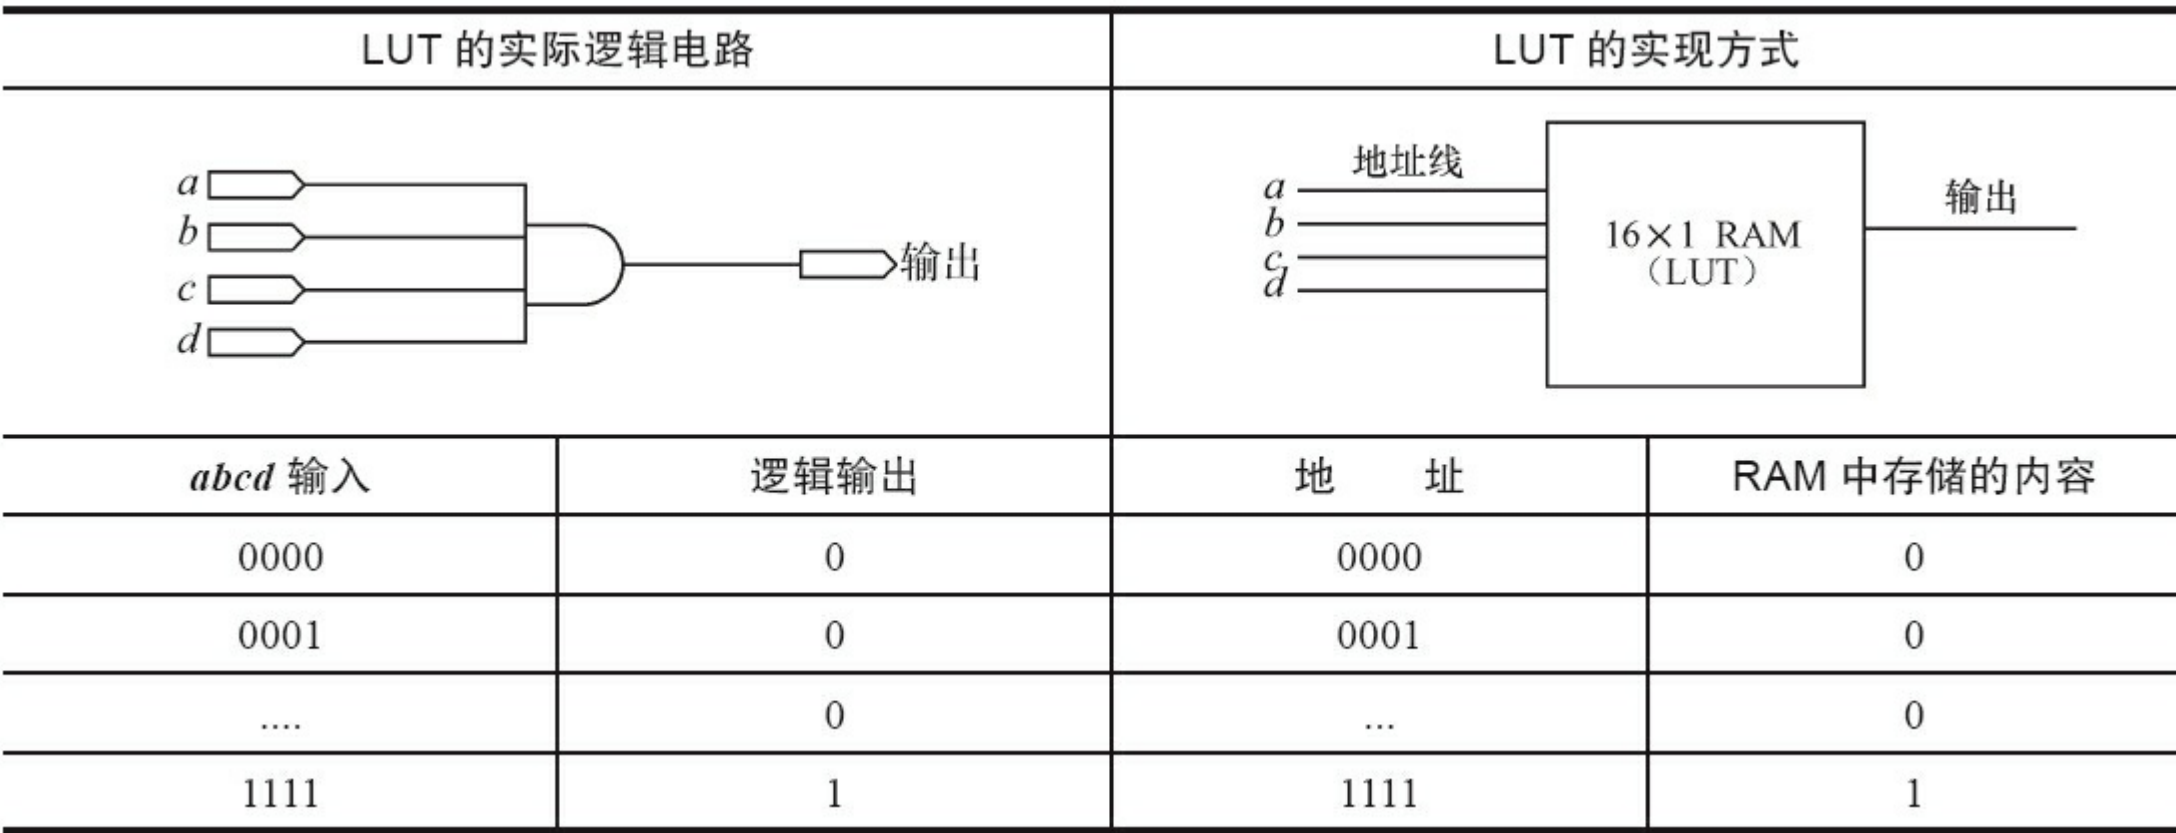 LUT 的实际逻辑电路
LUT 的实现方式
a
b
c
d
输出
地址线
a
b
c
d
16×1 RAM
（LUT）
输出
abcd 输入
逻辑输出
地 址
RAM 中存储的内容
0000
0
0000
0
0001
0
0001
0
....
0
...
0
1111
1
1111
1